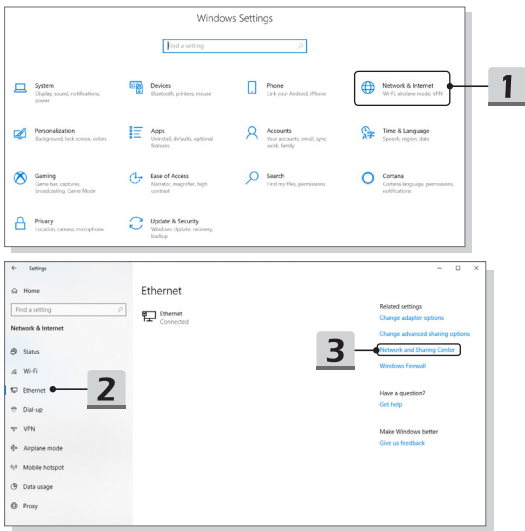 Windows Settings
Find a setting
System
Display, sound, notifications,
power
Devices
Bluetooth, printers, mouse
Phone
Link your Android, iPhone
Network & Internet
Wi-Fi, airplane mode, VPN
1
Personalization
Background, lock screen, colors
Apps
Uninstall, defaults, optional
features
Accounts
Your accounts, email, sync,
work, family
Time & Language
Speech, region, date
Gaming
Game bar, captures,
broadcasting, Game Mode
Ease of Access
Narrator, magnifier, high
contrast
Search
Find my files, permissions
Cortana
Cortana language, permissions,
notifications
Privacy
Location, camera, microphone
Update & Security
Windows Update, recovery,
backup
Settings
Home
Find a setting
Network & Internet
Status
Wi-Fi
Ethernet
2
Dial-up
VPN
Airplane mode
Mobile hotspot
Data usage
Proxy
Ethernet
Ethernet
Connected
Related settings
Change adapter options
Change advanced sharing options
3
Network and Sharing Center
Windows Firewall
Have a question?
Get help
Make Windows better
Give us feedback